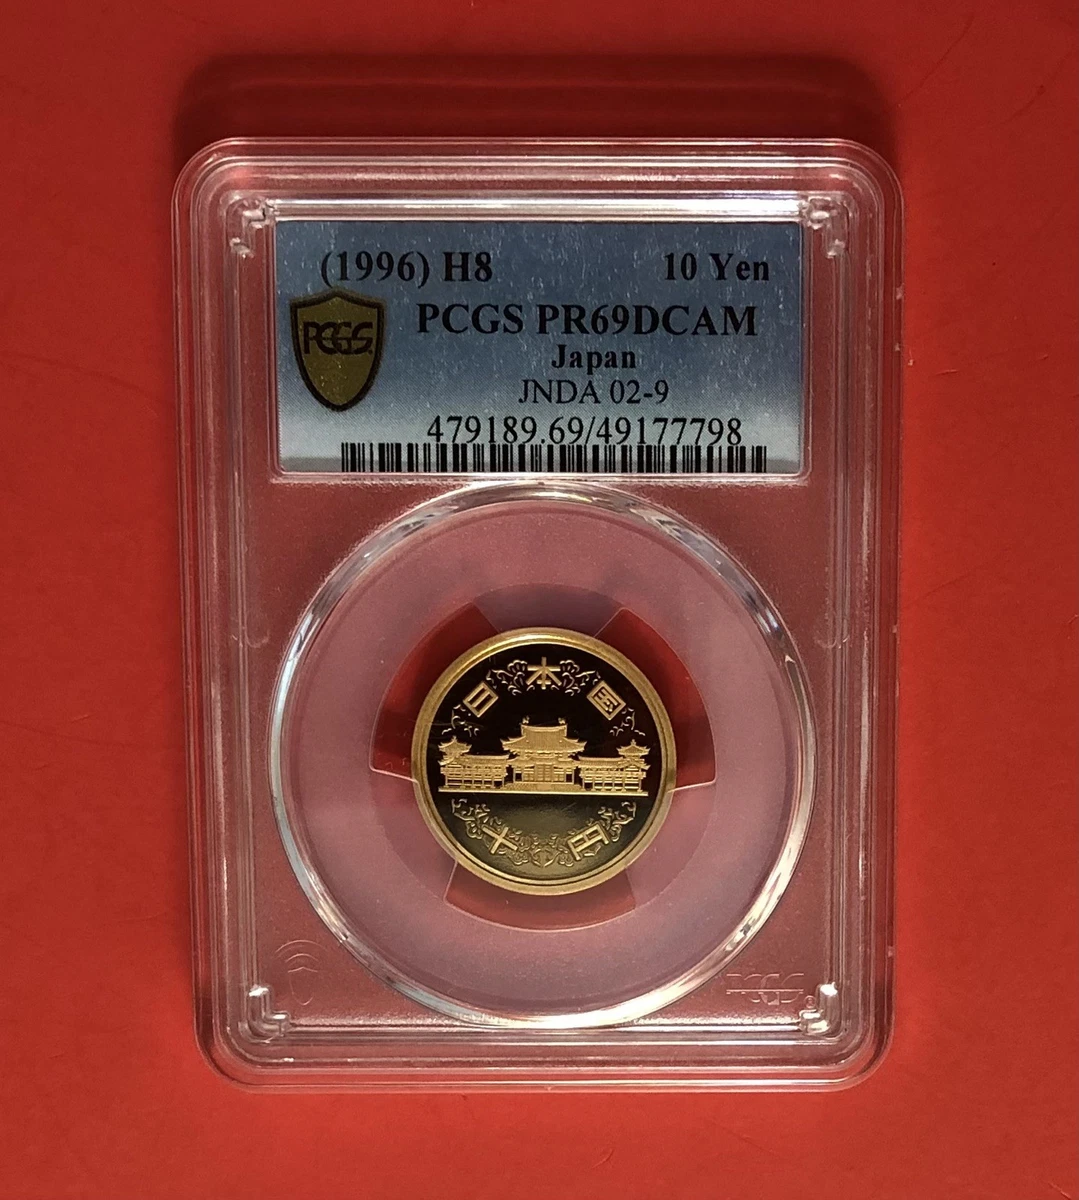 (1996) H8 10 Yen
PCGS PCGS PR69DCAM
Japan
JNDA 02-9
479189.69/49177798
日本国
十円
PCGS®